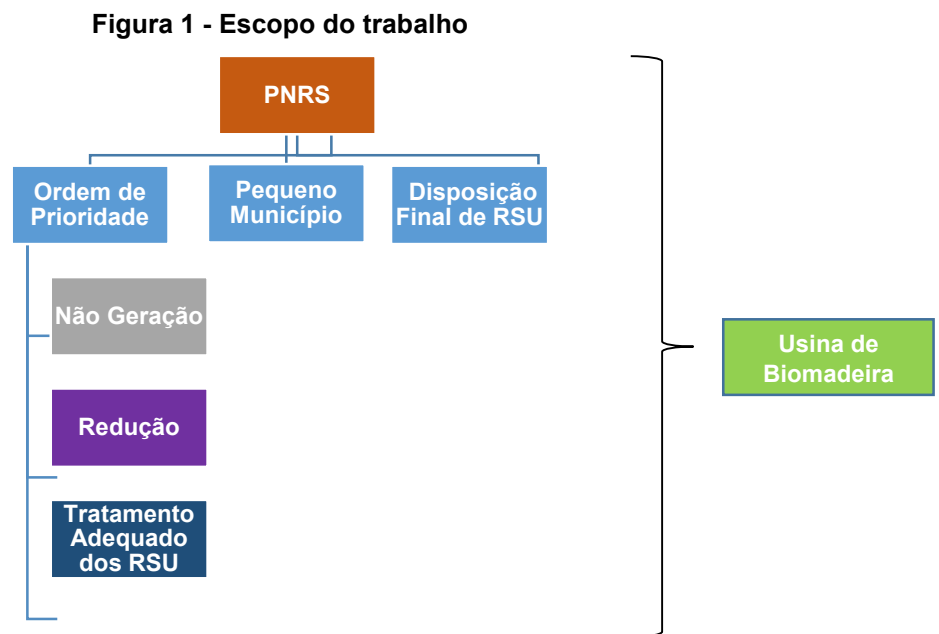 Figura 1 - Escopo do trabalho
PNRS
Ordem de
Prioridade
Pequeno
Município
Disposição
Final de RSU
Não Geração
Redução
Tratamento
Adequado
dos RSU
Usina de
Biomadeira